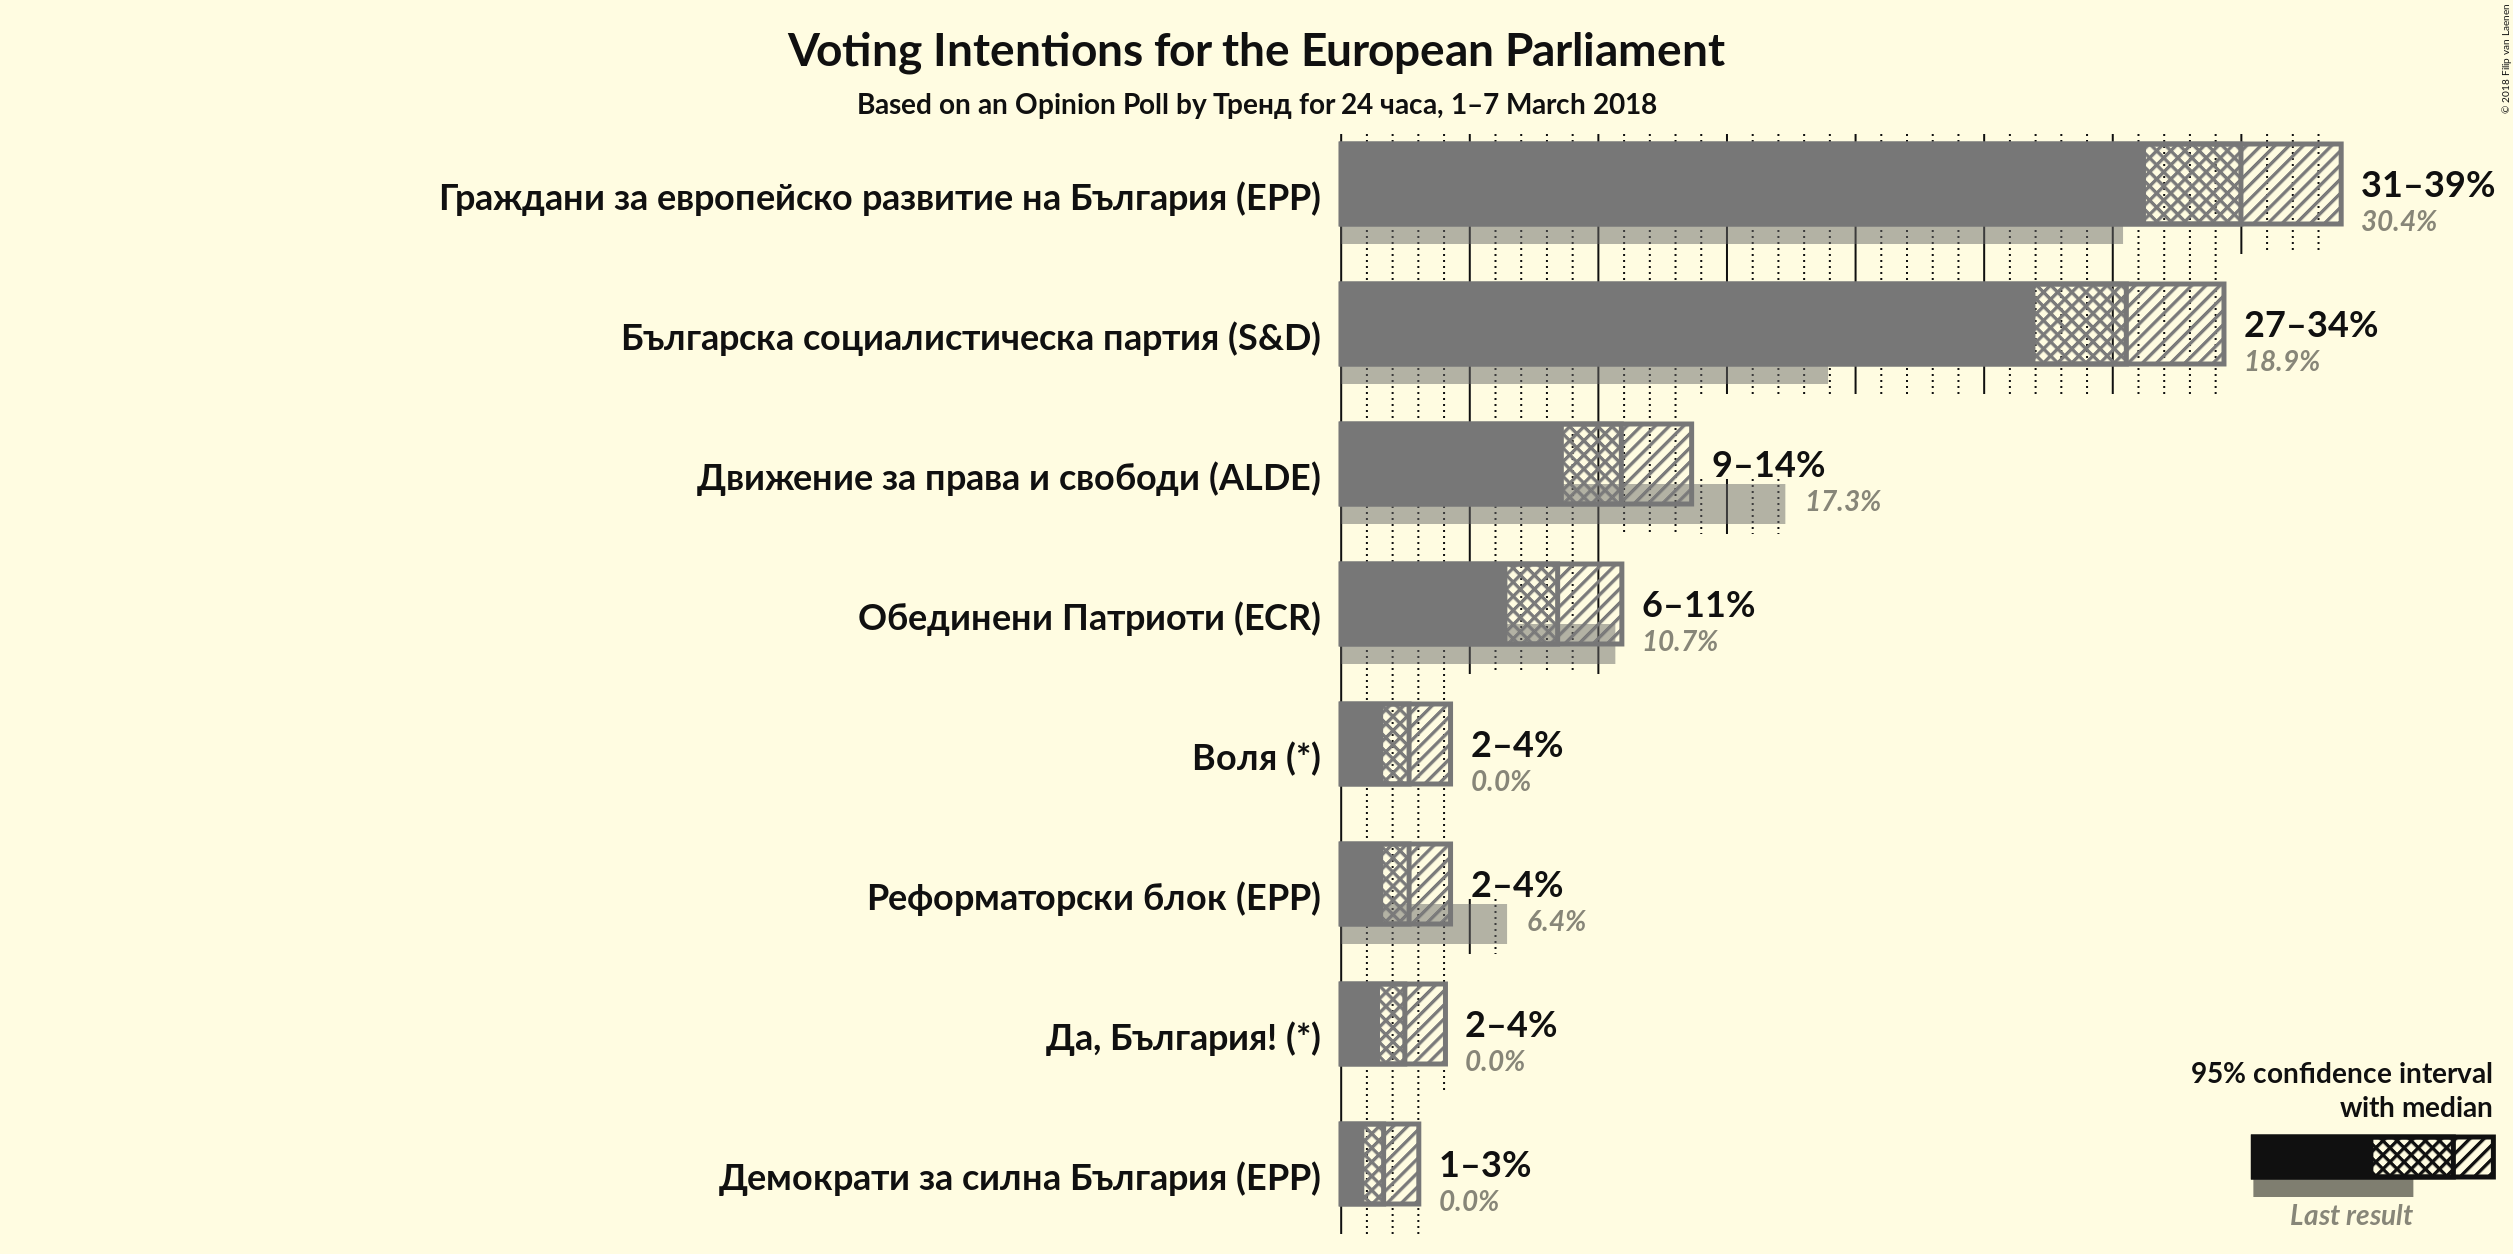 Voting Intentions for the European Parliament
Based on an Opinion Poll by Тренд for 24 часа, 1–7 March 2018
© 2018 Filip van Laenen
Граждани за европейско развитие на България (EPP)
31–39%
30.4%
Българска социалистическа партия (S&D)
27–34%
18.9%
Движение за права и свободи (ALDE)
9–14%
17.3%
Обединени Патриоти (ECR)
6–11%
10.7%
Воля (*)
2–4%
0.0%
Реформаторски блок (EPP)
2–4%
6.4%
Да, България! (*)
2–4%
0.0%
Демократи за силна България (EPP)
1–3%
0.0%
95% confidence interval
with median
Last result